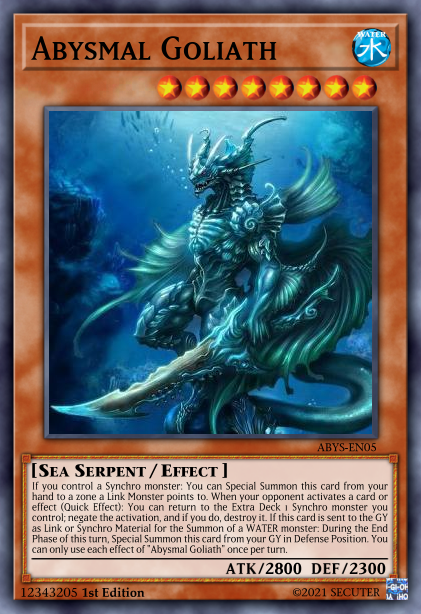 Abysmal Goliath
WATER
水
ABYS-EN05
[Sea Serpent / Effect ]
If you control a Synchro monster: You can Special Summon this card from your
hand to a zone a Link Monster points to. When your opponent activates a card or
effect (Quick Effect): You can return to the Extra Deck 1 Synchro monster you
control; negate the activation, and if you do, destroy it. If this card is sent to the GY
as Link or Synchro Material for the Summon of a WATER monster: During the End
Phase of this turn, Special Summon this card from your GY in Defense Position. You
can only use each effect of "Abysmal Goliath" once per turn.
ATK/2800 DEF/2300
12343205 1st Edition
©2021 SECUTER